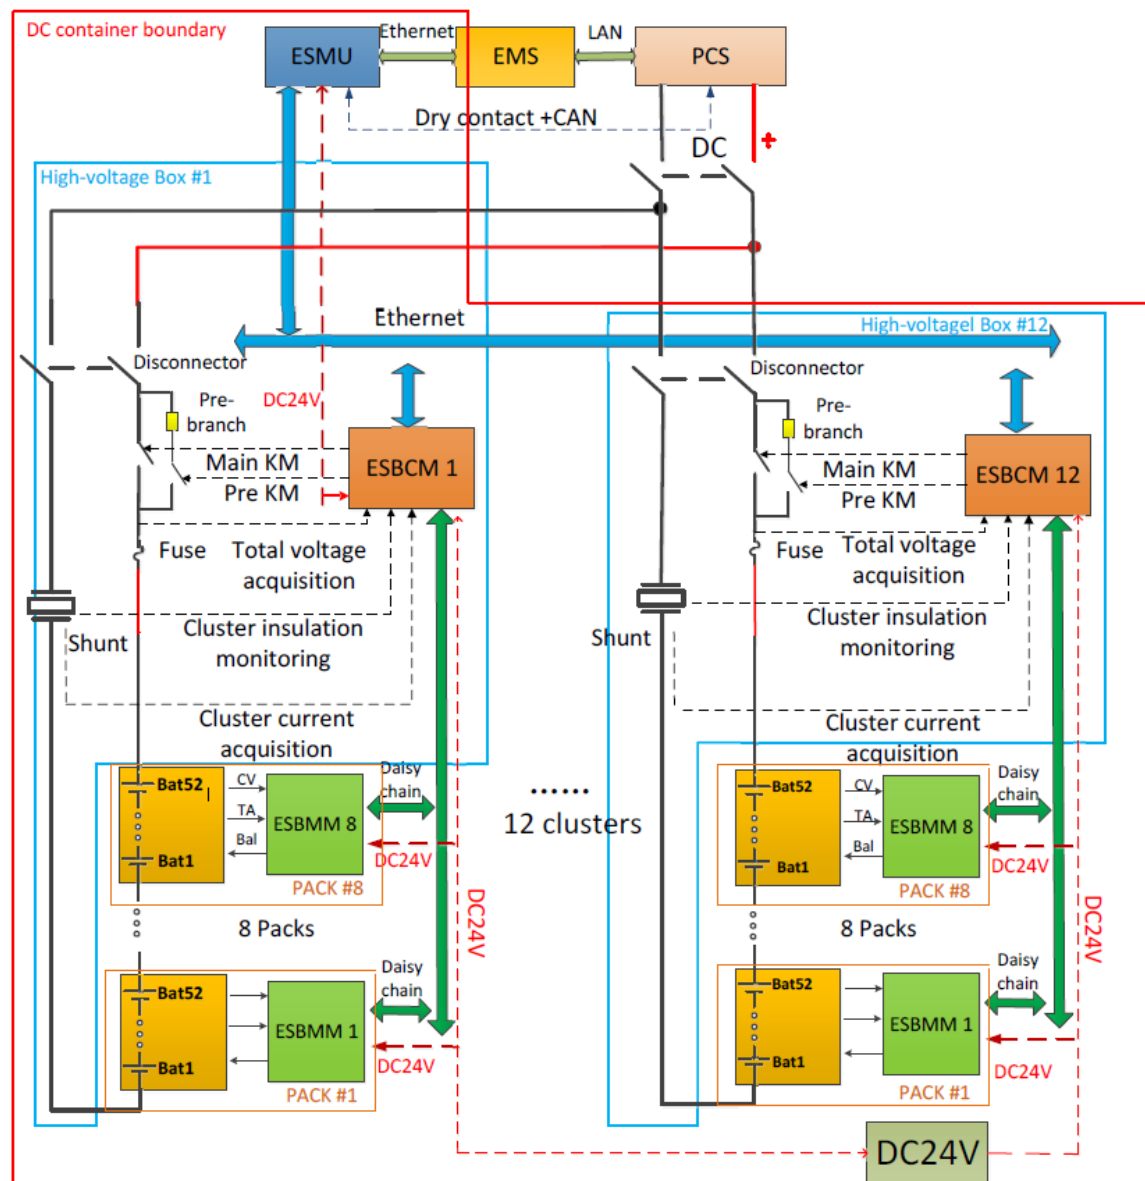 DC container boundary
Ethernet
LAN
ESMU
EMS
PCS
Dry contact +CAN
+
DC
High-voltage Box #1
Ethernet
High-voltagel Box #12
Disconnector
Disconnector
DC24V
Pre-
branch
Pre-
branch
ESBCM 1
ESBCM 12
Main KM
Pre KM
Main KM
Pre KM
Fuse
Total voltage
acquisition
Fuse
Total voltage
acquisition
Shunt
Cluster insulation
monitoring
Shunt
Cluster insulation
monitoring
Cluster current
acquisition
Cluster current
acquisition
Bat52
CV
TA
Bal
Bat1
ESBMM 8
Daisy
chain
DC24V
PACK #8
......
12 clusters
Bat52
CV
TA
Bal
Bat1
ESBMM 8
Daisy
chain
DC24V
PACK #8
8 Packs
DC24V
8 Packs
DC24V
Bat52
Bat1
ESBMM 1
Daisy
chain
DC24V
PACK #1
Bat52
Bat1
ESBMM 1
Daisy
chain
DC24V
PACK #1
DC24V